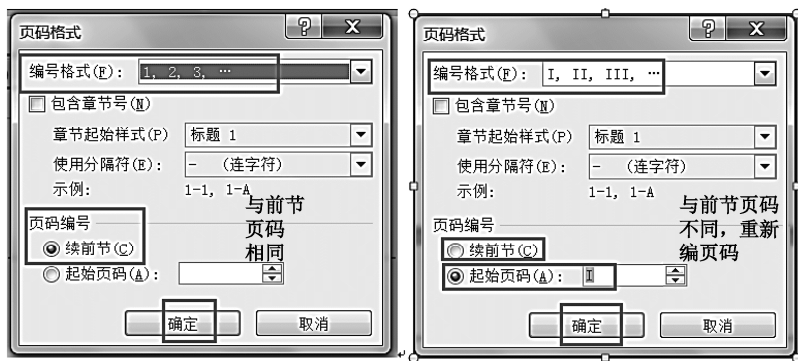 页码格式
编号格式(F): 1, 2, 3, …
包含章节号(N)
章节起始样式(P) 标题 1
使用分隔符(E): - (连字符)
示例: 1-1, 1-A
与前节
页码
相同
页码编号
续前节(C)
起始页码(A):
确定 取消
页码格式
编号格式(F): I, II, III, …
包含章节号(N)
章节起始样式(P) 标题 1
使用分隔符(E): - (连字符)
示例: 1-1, 1-A
与前节页码
不同，重新
编页码
页码编号
续前节(C)
起始页码(A): I
确定 取消